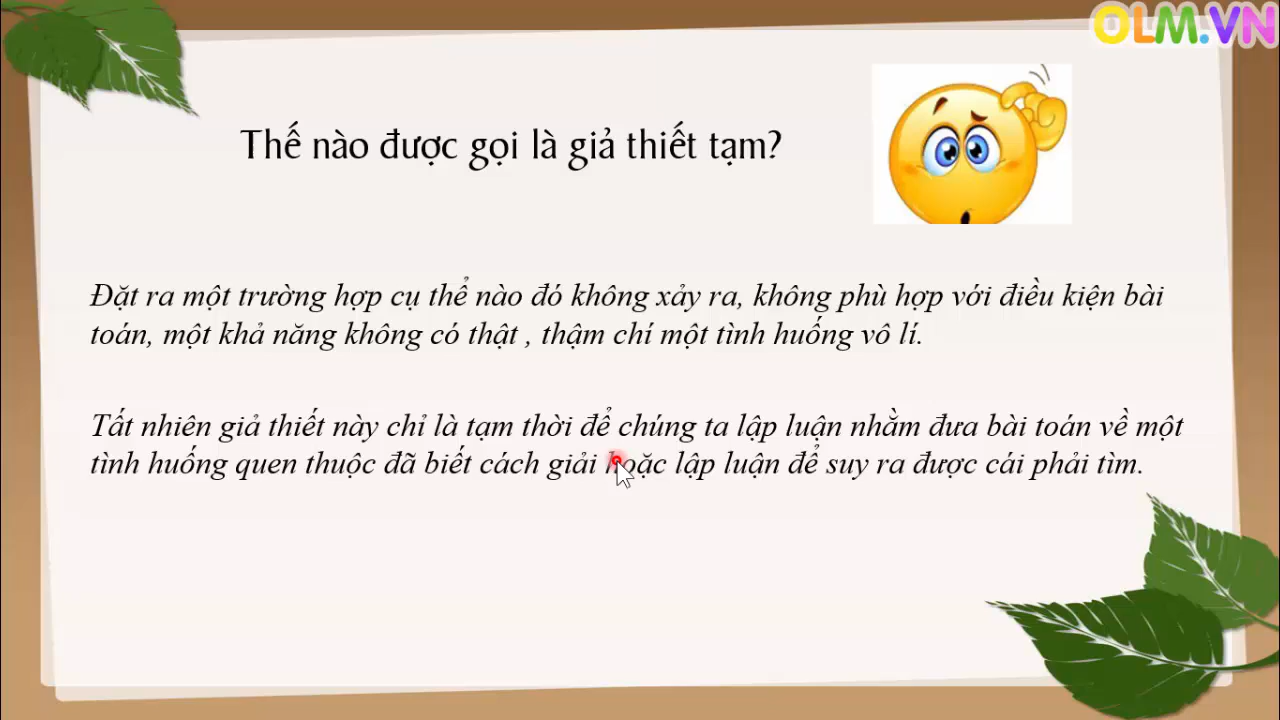 OLM.VN
Thế nào được gọi là giả thiết tạm?
Đặt ra một trường hợp cụ thể nào đó không xảy ra, không phù hợp với điều kiện bài
toán, một khả năng không có thật , thậm chí một tình huống vô lí.
Tất nhiên giả thiết này chỉ là tạm thời để chúng ta lập luận nhằm đưa bài toán về một
tình huống quen thuộc đã biết cách giải hoặc lập luận để suy ra được cái phải tìm.